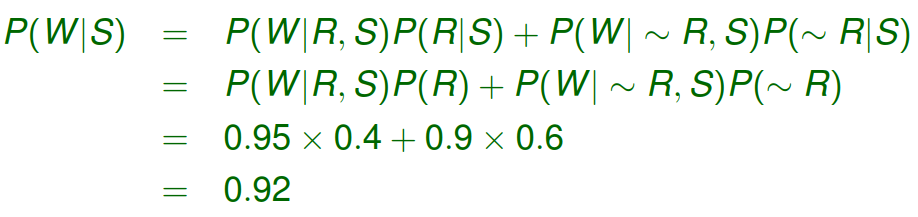 P(W|S) = P(W|R, S)P(R|S) + P(W| ∼ R, S)P(∼ R|S)
= P(W|R, S)P(R) + P(W| ∼ R, S)P(∼ R)
= 0.95 × 0.4 + 0.9 × 0.6
= 0.92